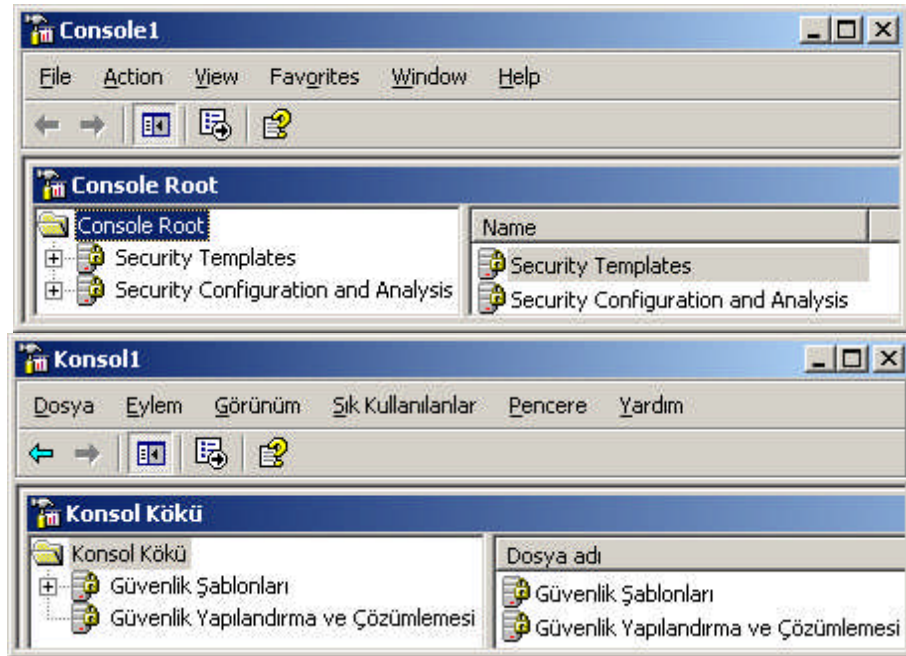 Console1
File Action View Favorites Window Help
Console Root
Console Root
Security Templates
Security Configuration and Analysis
Name
Security Templates
Security Configuration and Analysis
Konsol1
Dosya Eylem Görünüm Sık Kullanılanlar Pencere Yardım
Konsol Kökü
Konsol Kökü
Güvenlik Şablonları
Güvenlik Yapılandırma ve Çözümlemesi
Dosya adı
Güvenlik Şablonları
Güvenlik Yapılandırma ve Çözümlemesi